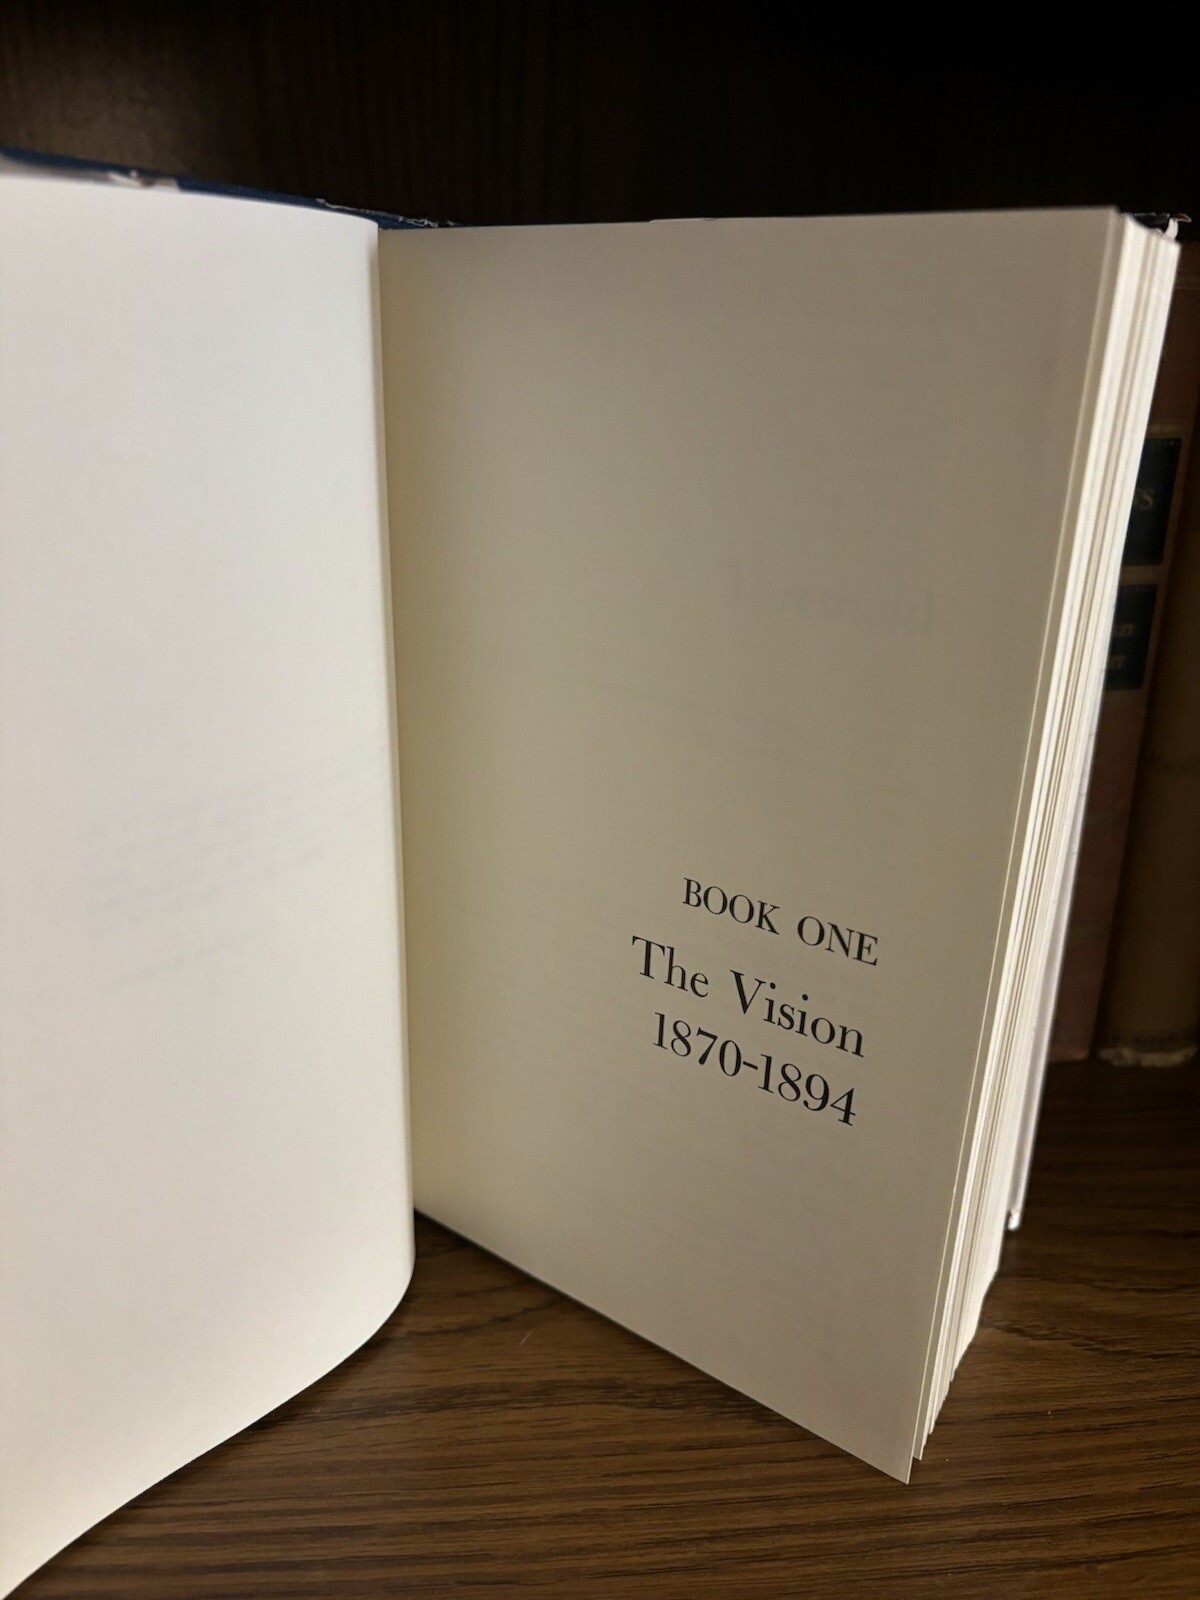 BOOK ONE
The Vision
1870-1894